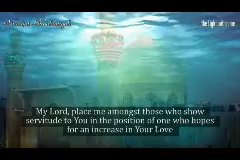 My Lord, place me amongst those who show
servitude to You in the position of one who hopes
for an increase in Your Love